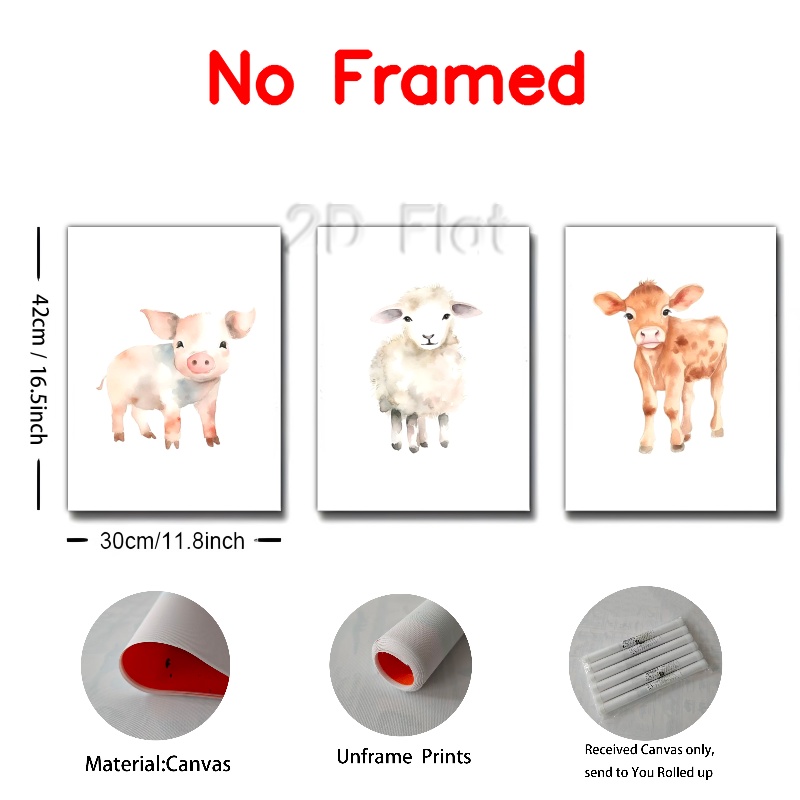 No Framed
2D Flat
42cm / 16.5inch
30cm/11.8inch
Material:Canvas
Unframe Prints
Received Canvas only,
send to You Rolled up